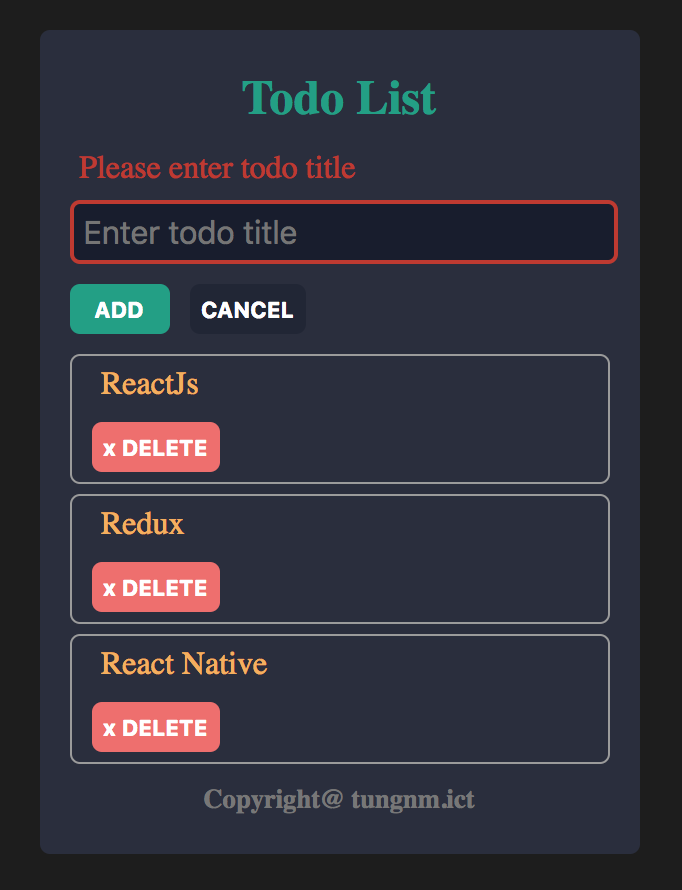 Todo List
Please enter todo title
Enter todo title
ADD CANCEL
ReactJs
x DELETE
Redux
x DELETE
React Native
x DELETE
Copyright@ tungnm.ict